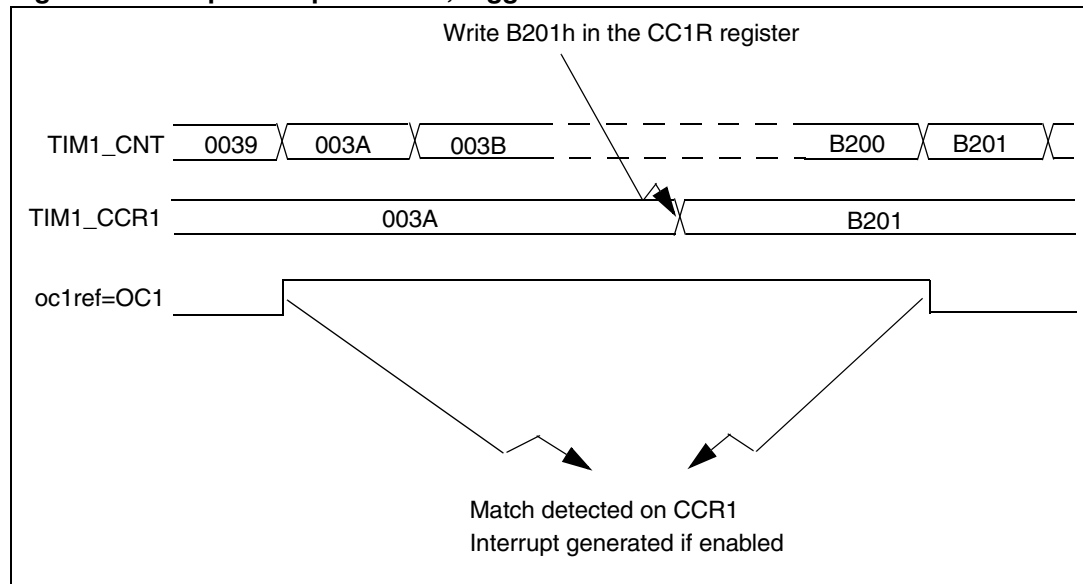 Write B201h in the CC1R register
TIM1_CNT 0039 003A 003B B200 B201
TIM1_CCR1 003A B201
oc1ref=OC1
Match detected on CCR1
Interrupt generated if enabled